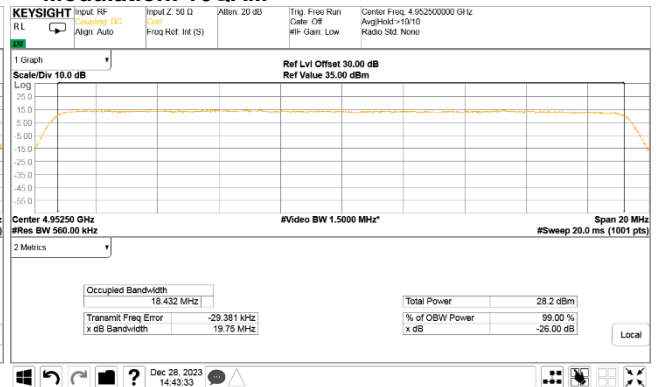 KEYSIGHT Input: RF Input Z: 50 Ω Atten: 20 dB Trig: Free Run Center Freq: 4.952500000 GHz
RL Coupling: DC Corr Gate: Off Avg|Hold:>10/10
Align: Auto Freq Ref: Int (S) #IF Gain: Low Radio Std: None
1 Graph
Ref Lvl Offset 30.00 dB
Scale/Div 10.0 dB Ref Value 35.00 dBm
Log
25.0
15.0
5.00
-5.00
-15.0
-25.0
-35.0
-45.0
-55.0
Center 4.95250 GHz #Video BW 1.5000 MHz* Span 20 MHz
#Res BW 560.00 kHz #Sweep 20.0 ms (1001 pts)
2 Metrics
Occupied Bandwidth
18.432 MHz Total Power 28.2 dBm
Transmit Freq Error -29.381 kHz % of OBW Power 99.00 %
x dB Bandwidth 19.75 MHz x dB -26.00 dB
Local
? Dec 28, 2023
14:43:33